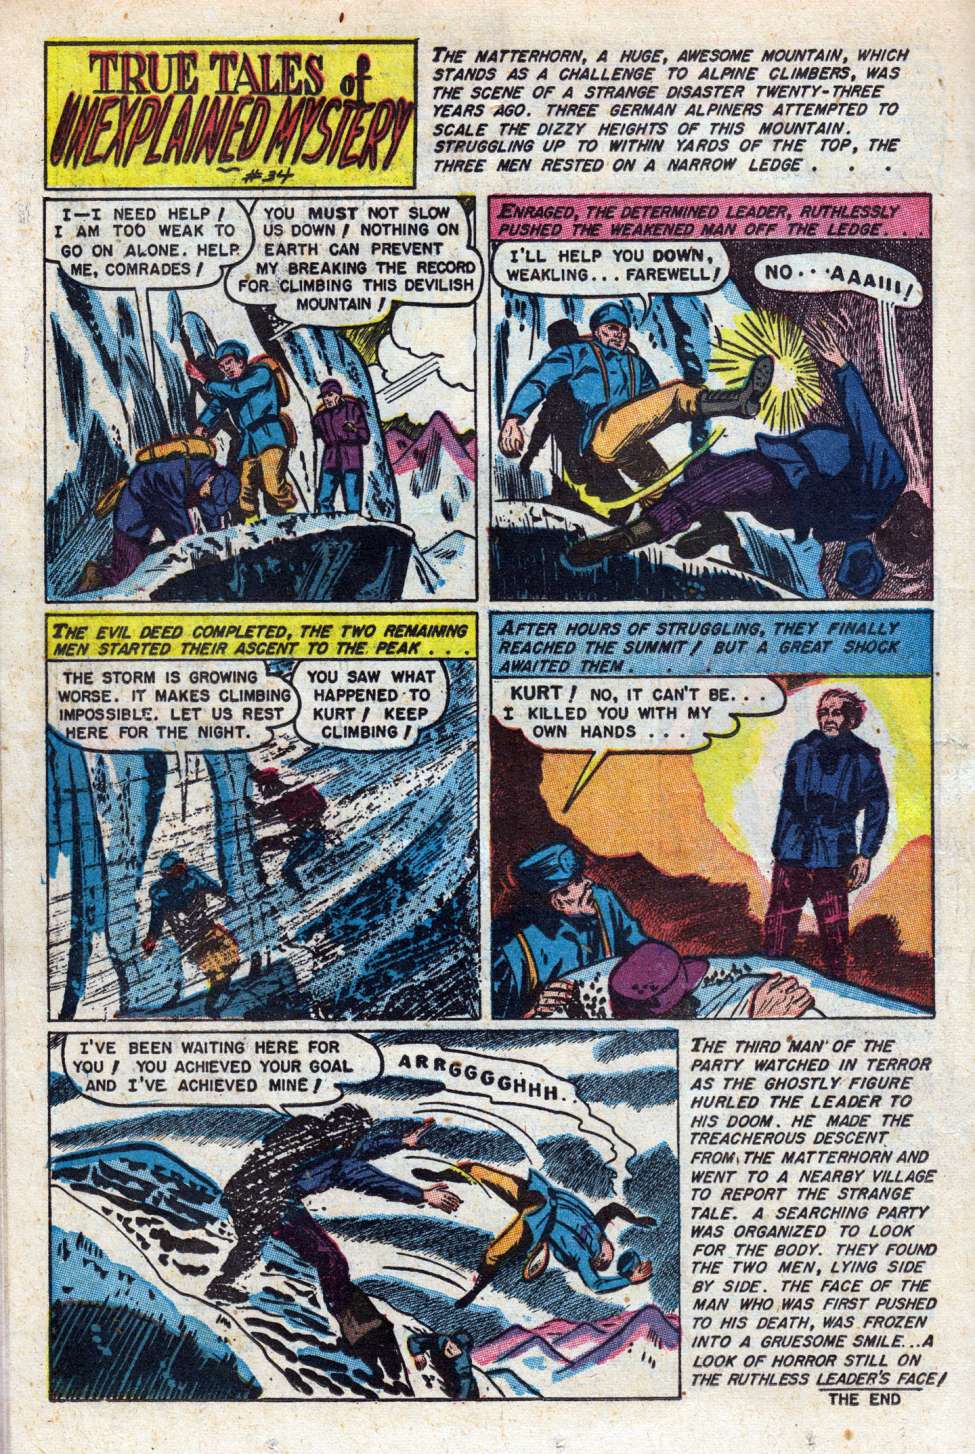 TRUE TALES of
UNEXPLAINED MYSTERY
#34
THE MATTERHORN, A HUGE, AWESOME MOUNTAIN, WHICH
STANDS AS A CHALLENGE TO ALPINE CLIMBERS, WAS
THE SCENE OF A STRANGE DISASTER TWENTY-THREE
YEARS AGO. THREE GERMAN ALPINERS ATTEMPTED TO
SCALE THE DIZZY HEIGHTS OF THIS MOUNTAIN.
STRUGGLING UP TO WITHIN YARDS OF THE TOP, THE
THREE MEN RESTED ON A NARROW LEDGE . . .
I—I NEED HELP!
I AM TOO WEAK TO
GO ON ALONE. HELP
ME, COMRADES!
YOU MUST NOT SLOW
US DOWN! NOTHING ON
EARTH CAN PREVENT
MY BREAKING THE RECORD
FOR CLIMBING THIS DEVILISH
MOUNTAIN!
ENRAGED, THE DETERMINED LEADER, RUTHLESSLY
PUSHED THE WEAKENED MAN OFF THE LEDGE. . .
I'LL HELP YOU DOWN,
WEAKLING... FAREWELL!
NO...AAAIII!
THE EVIL DEED COMPLETED, THE TWO REMAINING
MEN STARTED THEIR ASCENT TO THE PEAK . . .
THE STORM IS GROWING
WORSE. IT MAKES CLIMBING
IMPOSSIBLE. LET US REST
HERE FOR THE NIGHT.
YOU SAW WHAT
HAPPENED TO
KURT! KEEP
CLIMBING!
AFTER HOURS OF STRUGGLING, THEY FINALLY
REACHED THE SUMMIT! BUT A GREAT SHOCK
AWAITED THEM . . .
KURT! NO, IT CAN'T BE. . .
I KILLED YOU WITH MY
OWN HANDS . . .
I'VE BEEN WAITING HERE FOR
YOU! YOU ACHIEVED YOUR GOAL
AND I'VE ACHIEVED MINE!
ARRGGGGGHHH. .
THE THIRD MAN OF THE
PARTY WATCHED IN TERROR
AS THE GHOSTLY FIGURE
HURLED THE LEADER TO
HIS DOOM. HE MADE THE
TREACHEROUS DESCENT
FROM THE MATTERHORN AND
WENT TO A NEARBY VILLAGE
TO REPORT THE STRANGE
TALE. A SEARCHING PARTY
WAS ORGANIZED TO LOOK
FOR THE BODY. THEY FOUND
THE TWO MEN, LYING SIDE
BY SIDE. THE FACE OF THE
MAN WHO WAS FIRST PUSHED
TO HIS DEATH, WAS FROZEN
INTO A GRUESOME SMILE...A
LOOK OF HORROR STILL ON
THE RUTHLESS LEADER'S FACE!
THE END